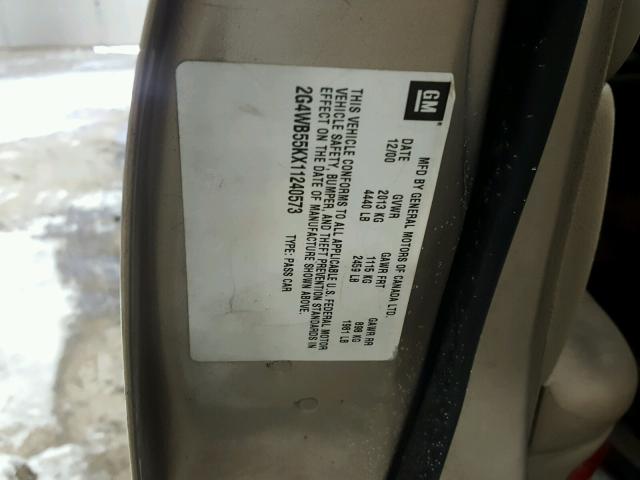 GM
MFD BY GENERAL MOTORS OF CANADA LTD.
DATE GVWR GAWR FRT GAWR RR
12/00 2013 KG 1115 KG 898 KG
4440 LB 2459 LB 1981 LB
THIS VEHICLE CONFORMS TO ALL APPLICABLE U.S. FEDERAL MOTOR
VEHICLE SAFETY, BUMPER, AND THEFT PREVENTION STANDARDS IN
EFFECT ON THE DATE OF MANUFACTURE SHOWN ABOVE.
2G4WB55KX11240573 TYPE: PASS CAR